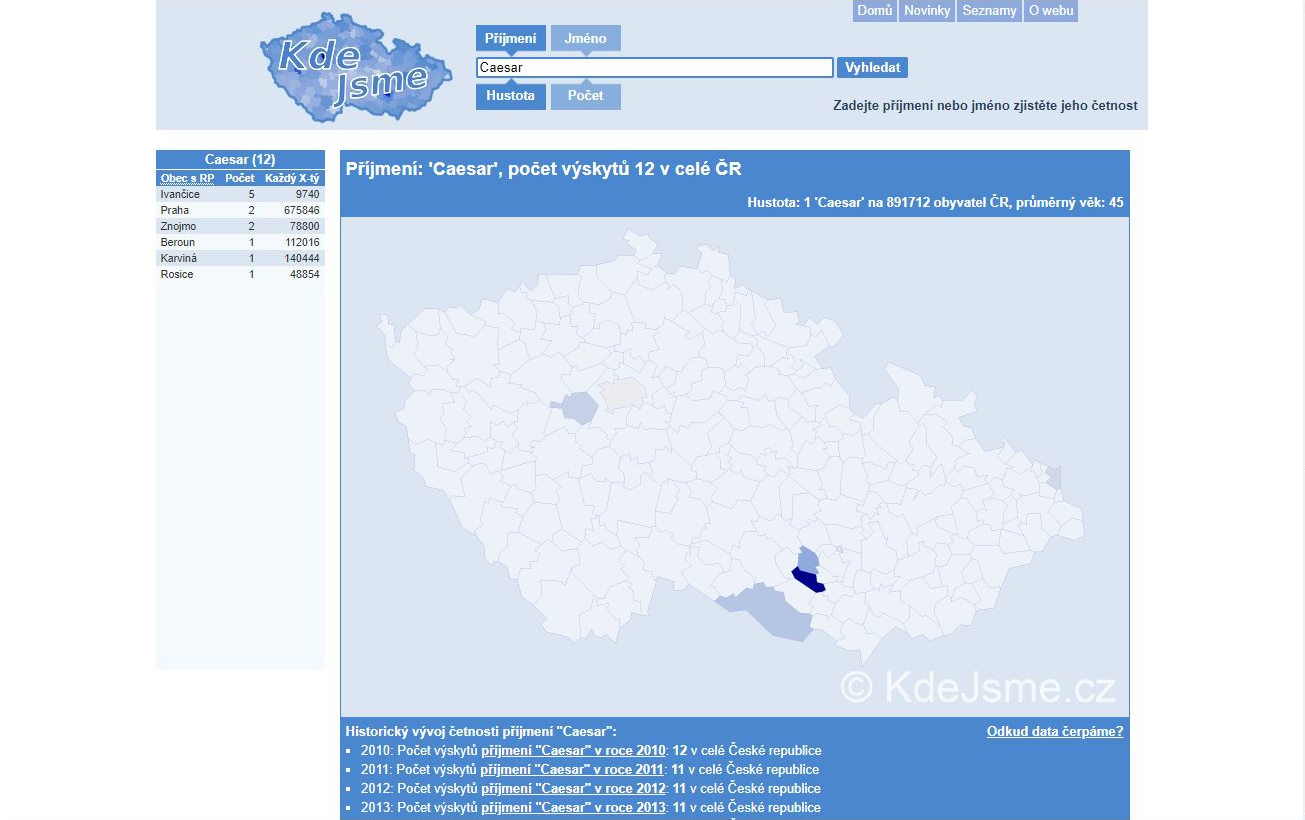 Domů Novinky Seznamy O webu
Kde
Jsme
Příjmení Jméno
Caesar Vyhledat
Hustota Počet
Zadejte příjmení nebo jméno zjistěte jeho četnost
Caesar (12)
Obec s RP Počet Každý X-tý
Ivančice 5 9740
Praha 2 675846
Znojmo 2 78800
Beroun 1 112016
Karviná 1 140444
Rosice 1 48854
Příjmení: 'Caesar', počet výskytů 12 v celé ČR
Hustota: 1 'Caesar' na 891712 obyvatel ČR, průměrný věk: 45
© KdeJsme.cz
Historický vývoj četnosti příjmení "Caesar": Odkud data čerpáme?
2010: Počet výskytů příjmení "Caesar" v roce 2010: 12 v celé České republice
2011: Počet výskytů příjmení "Caesar" v roce 2011: 11 v celé České republice
2012: Počet výskytů příjmení "Caesar" v roce 2012: 11 v celé České republice
2013: Počet výskytů příjmení "Caesar" v roce 2013: 11 v celé České republice